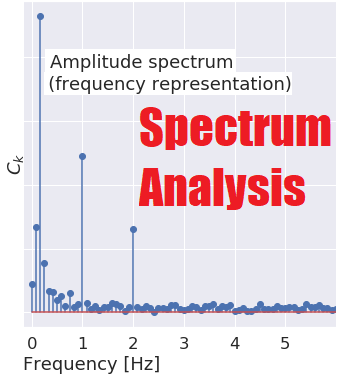 Amplitude spectrum
(frequency representation)
Spectrum
Analysis
C_k
0 1 2 3 4 5
Frequency [Hz]